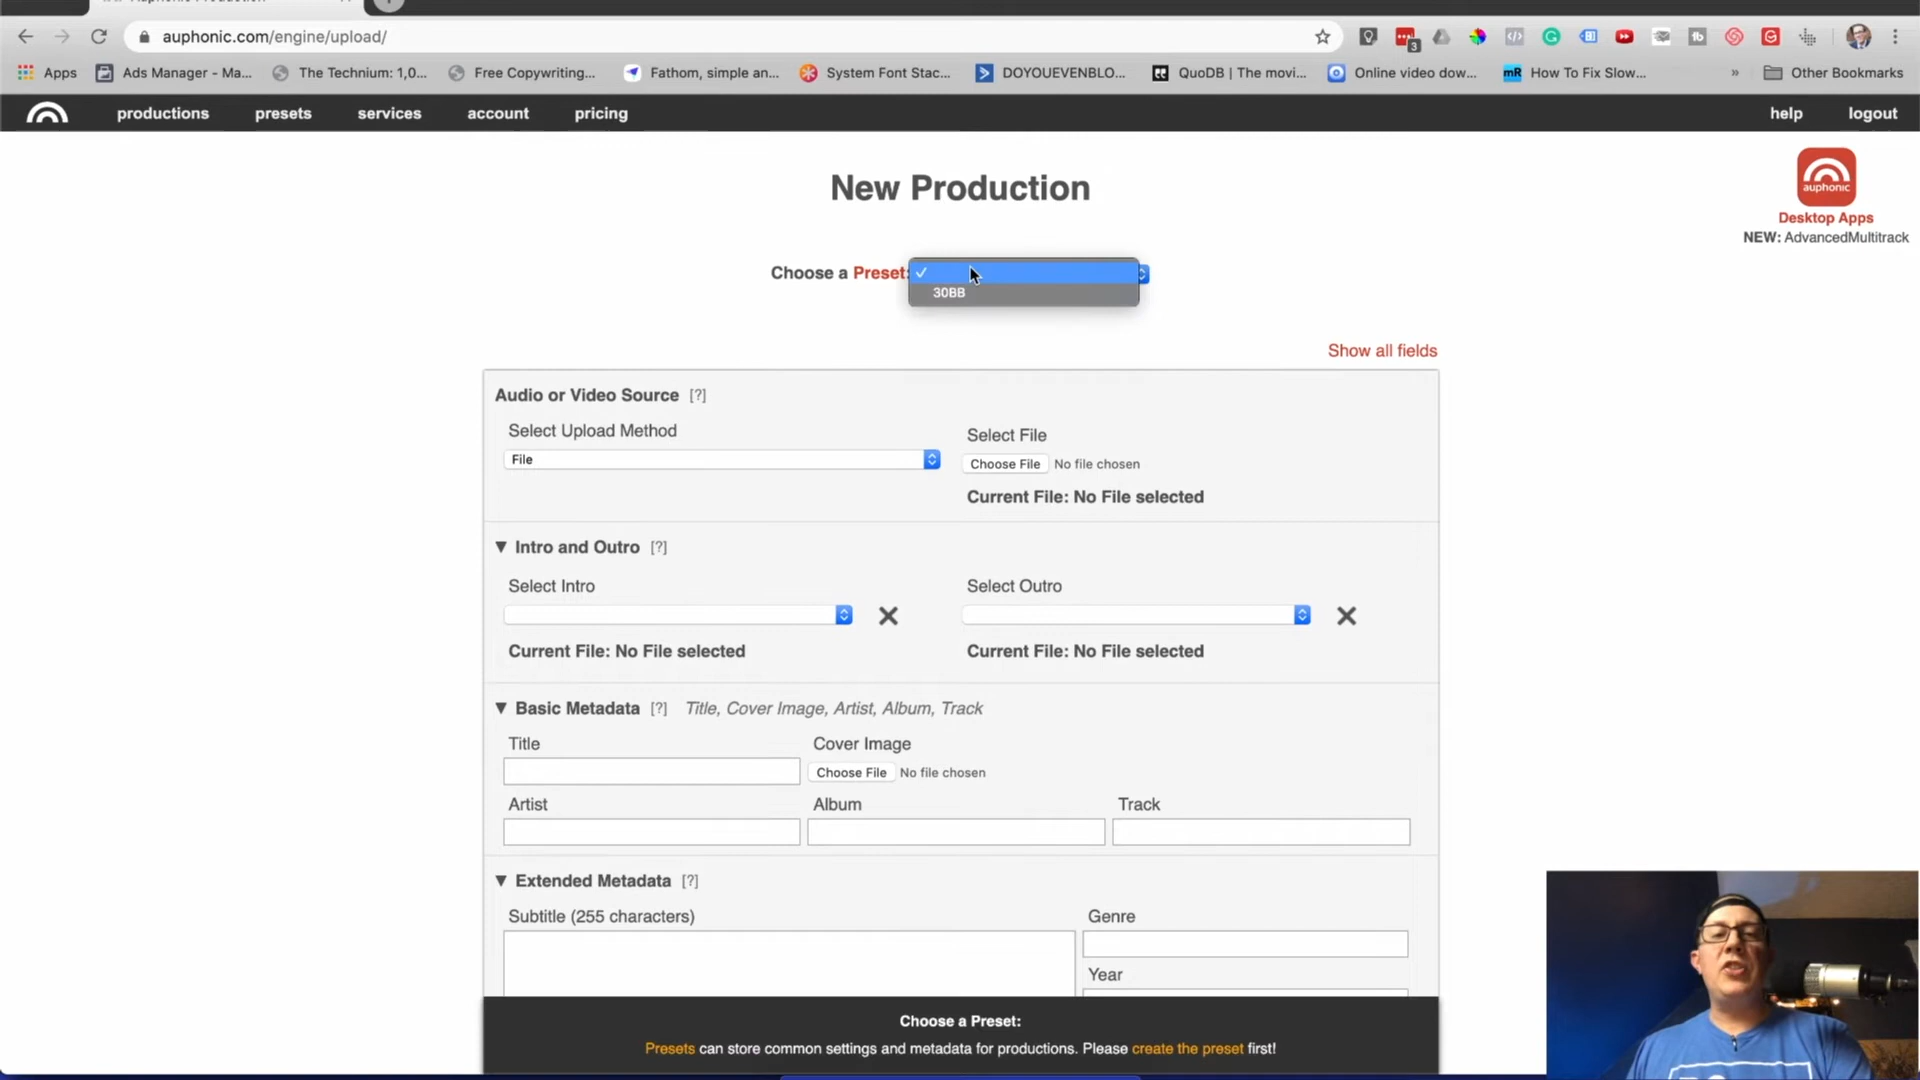 auphonic.com/engine/upload/
3
Apps
Ads Manager - Ma...
The Technium: 1,0...
Free Copywriting...
Fathom, simple an...
System Font Stac...
DOYOUEVENBLO...
QuoDB | The movi...
Online video dow...
mR How To Fix Slow...
»
Other Bookmarks
productions
presets
services
account
pricing
help
logout
New Production
auphonic
Desktop Apps
NEW: AdvancedMultitrack
Choose a Preset:
30BB
Show all fields
Audio or Video Source [?]
Select Upload Method
File
Select File
Choose File No file chosen
Current File: No File selected
Intro and Outro [?]
Select Intro
Select Outro
Current File: No File selected
Current File: No File selected
Basic Metadata [?] Title, Cover Image, Artist, Album, Track
Title
Cover Image
Choose File No file chosen
Artist
Album
Track
Extended Metadata [?]
Subtitle (255 characters)
Genre
Year
Choose a Preset:
Presets can store common settings and metadata for productions. Please create the preset first!